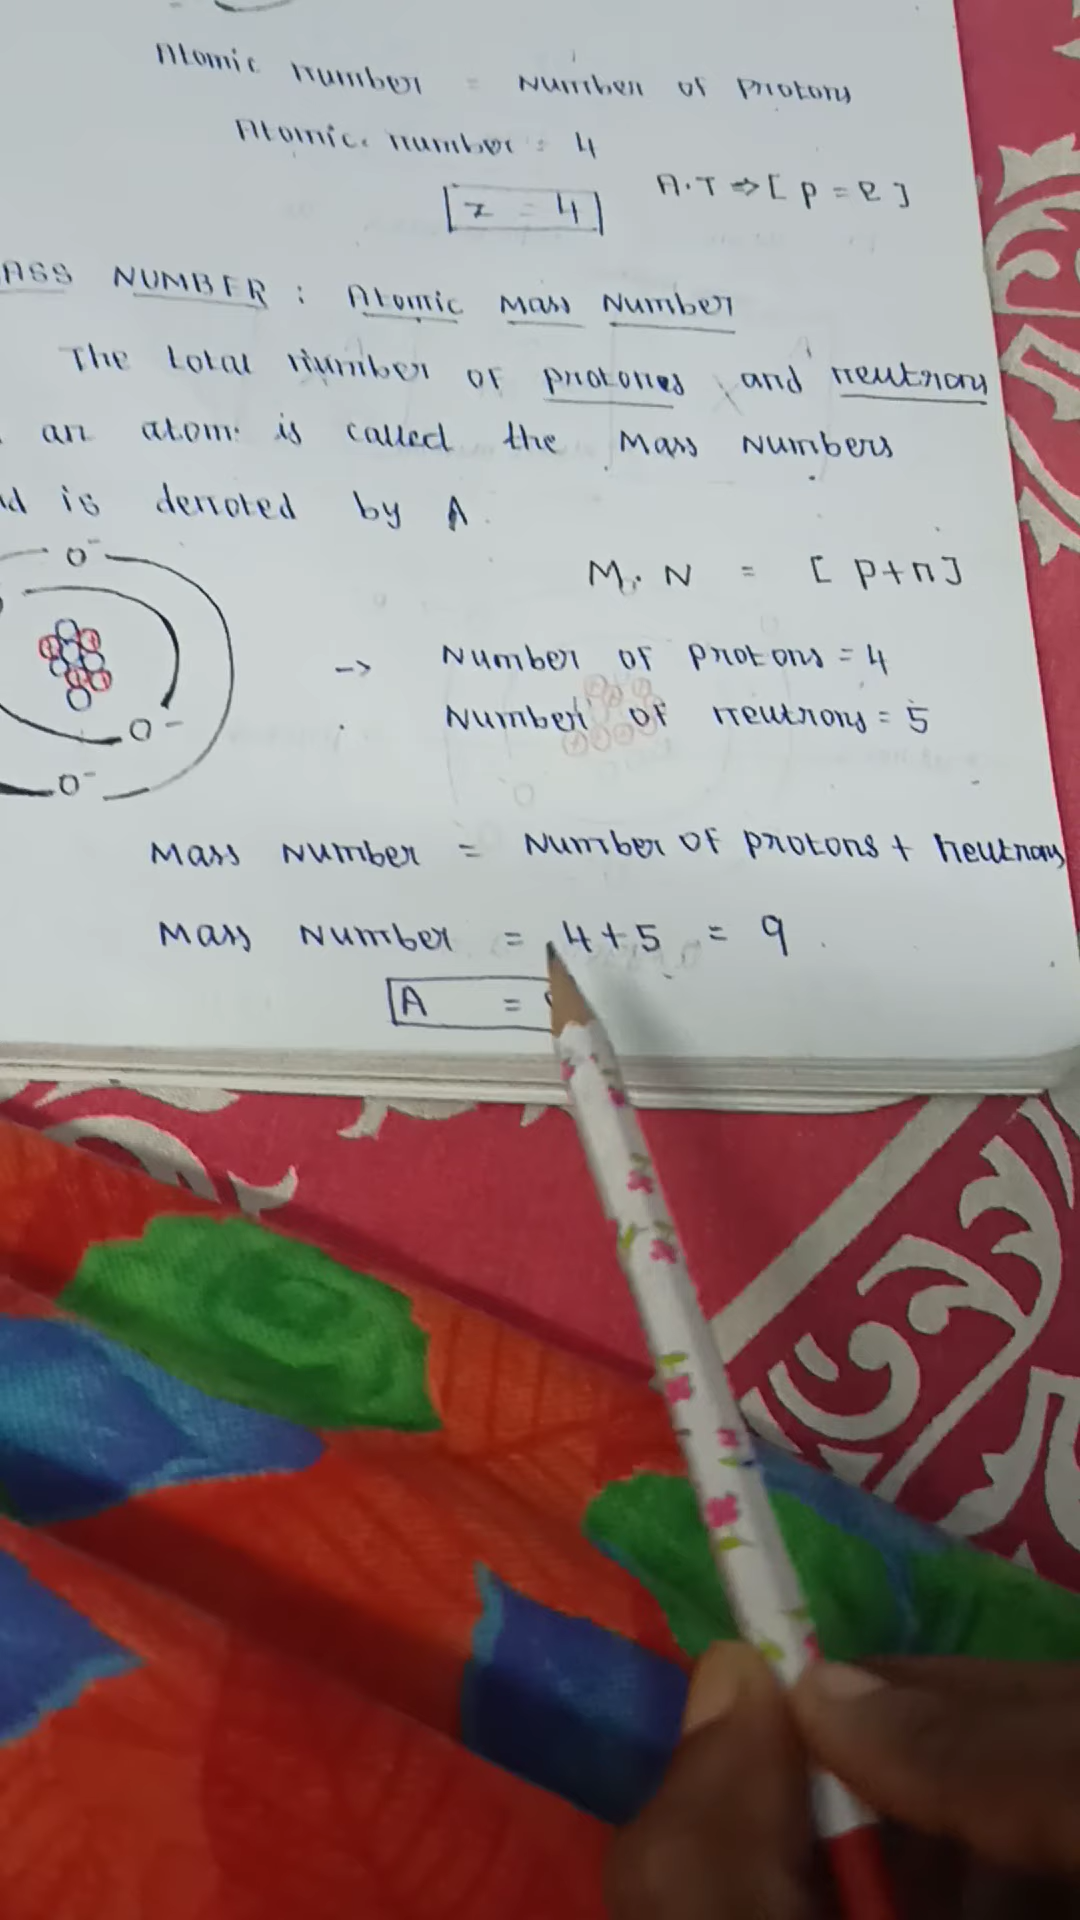 Atomic number = Number of protons
Atomic number = 4
A.T => [ p = e ]
z = 4
ASS NUMBER : Atomic Mass Number
The total number of protones and neutrons
an atom is called the Mass Numbers
d is denoted by A
M. N = [ p+n ]
O-
-> Number of protons = 4
Number of neutrons = 5
O-
O-
Mass Number = Number of protons + neutrons
Mass Number = 4+5 = 9
A =